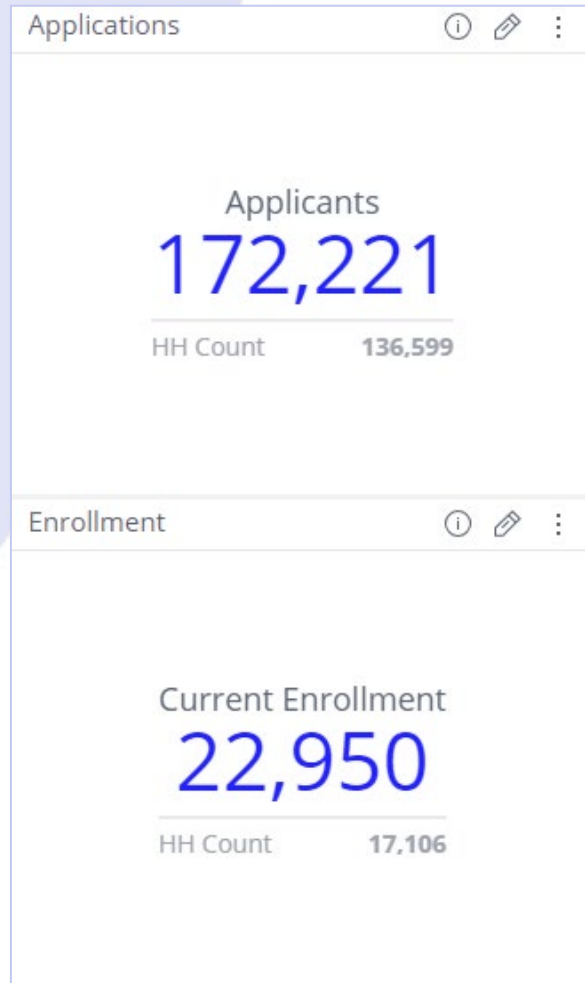 Applications
Applicants
172,221
HH Count 136,599
Enrollment
Current Enrollment
22,950
HH Count 17,106